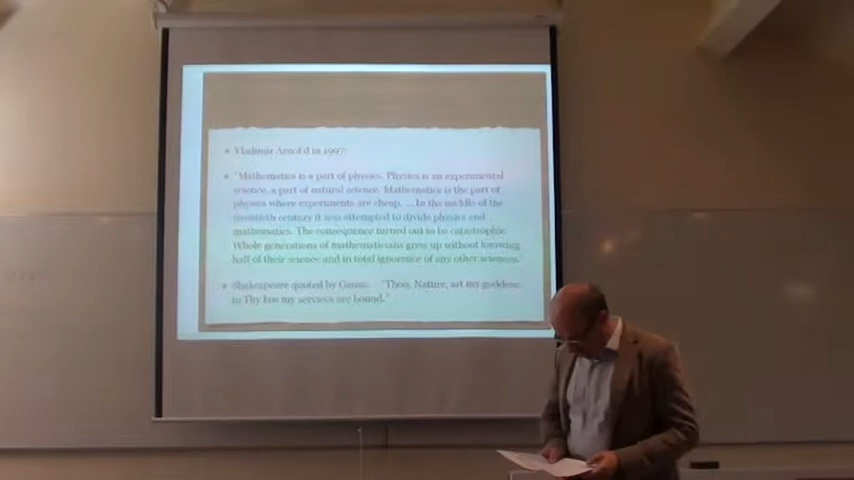 Vladimir Arnol'd in 1997:
"Mathematics is a part of physics. Physics is an experimental
science, a part of natural science. Mathematics is the part of
physics where experiments are cheap. ... In the middle of the
twentieth century it was attempted to divide physics and
mathematics. The consequence turned out to be catastrophic.
Whole generations of mathematicians grew up without knowing
half of their science and in total ignorance of any other sciences."
Shakespeare quoted by Gauss: "Thou, Nature, art my goddess,
to Thy law my services are bound."